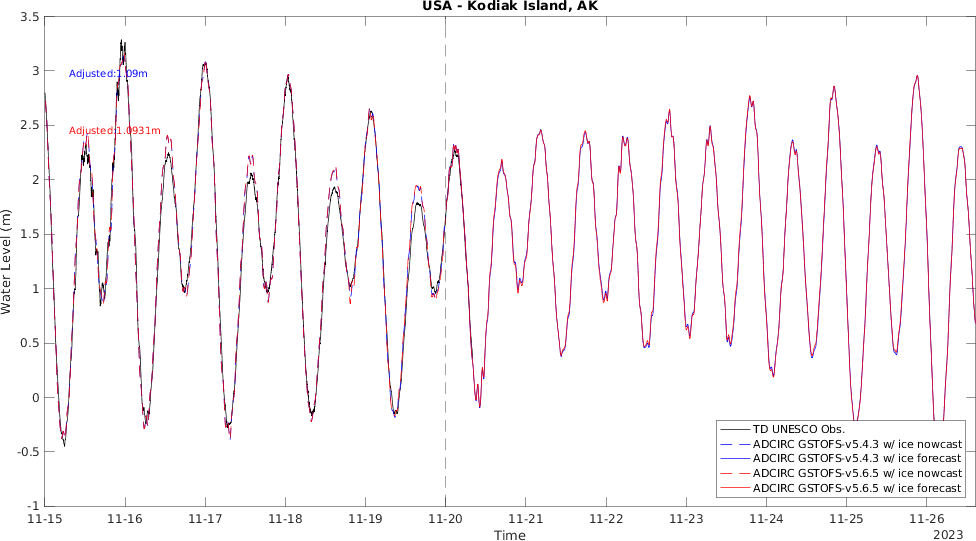 USA - Kodiak Island, AK
3.5
3
2.5
2
1.5
1
0.5
0
-0.5
-1
Water Level (m)
Adjusted:1.09m
Adjusted:1.0931m
TD UNESCO Obs.
ADCIRC GSTOFS-v5.4.3 w/ ice nowcast
ADCIRC GSTOFS-v5.4.3 w/ ice forecast
ADCIRC GSTOFS-v5.6.5 w/ ice nowcast
ADCIRC GSTOFS-v5.6.5 w/ ice forecast
11-15 11-16 11-17 11-18 11-19 11-20 11-21 11-22 11-23 11-24 11-25 11-26
2023
Time